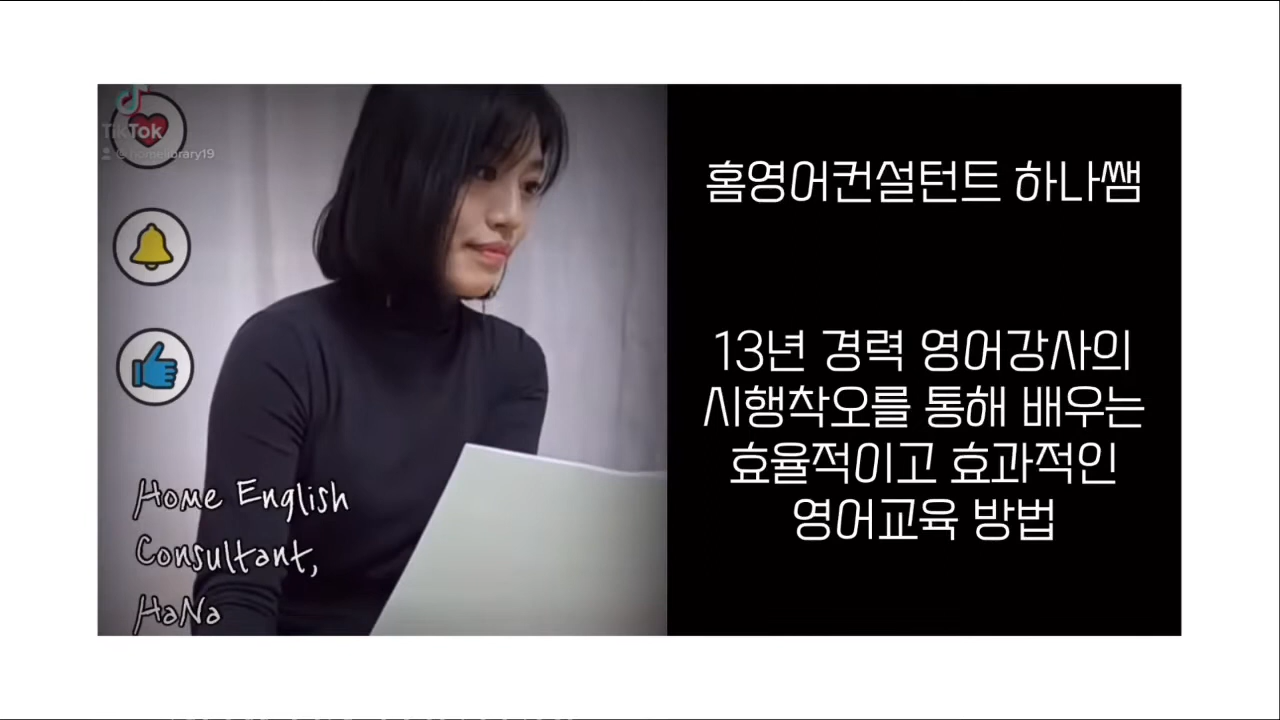 TikTok
@homelibrary19
Home English
Consultant,
HaNa
홈영어컨설턴트 하나쌤
13년 경력 영어강사의
시행착오를 통해 배우는
효율적이고 효과적인
영어교육 방법